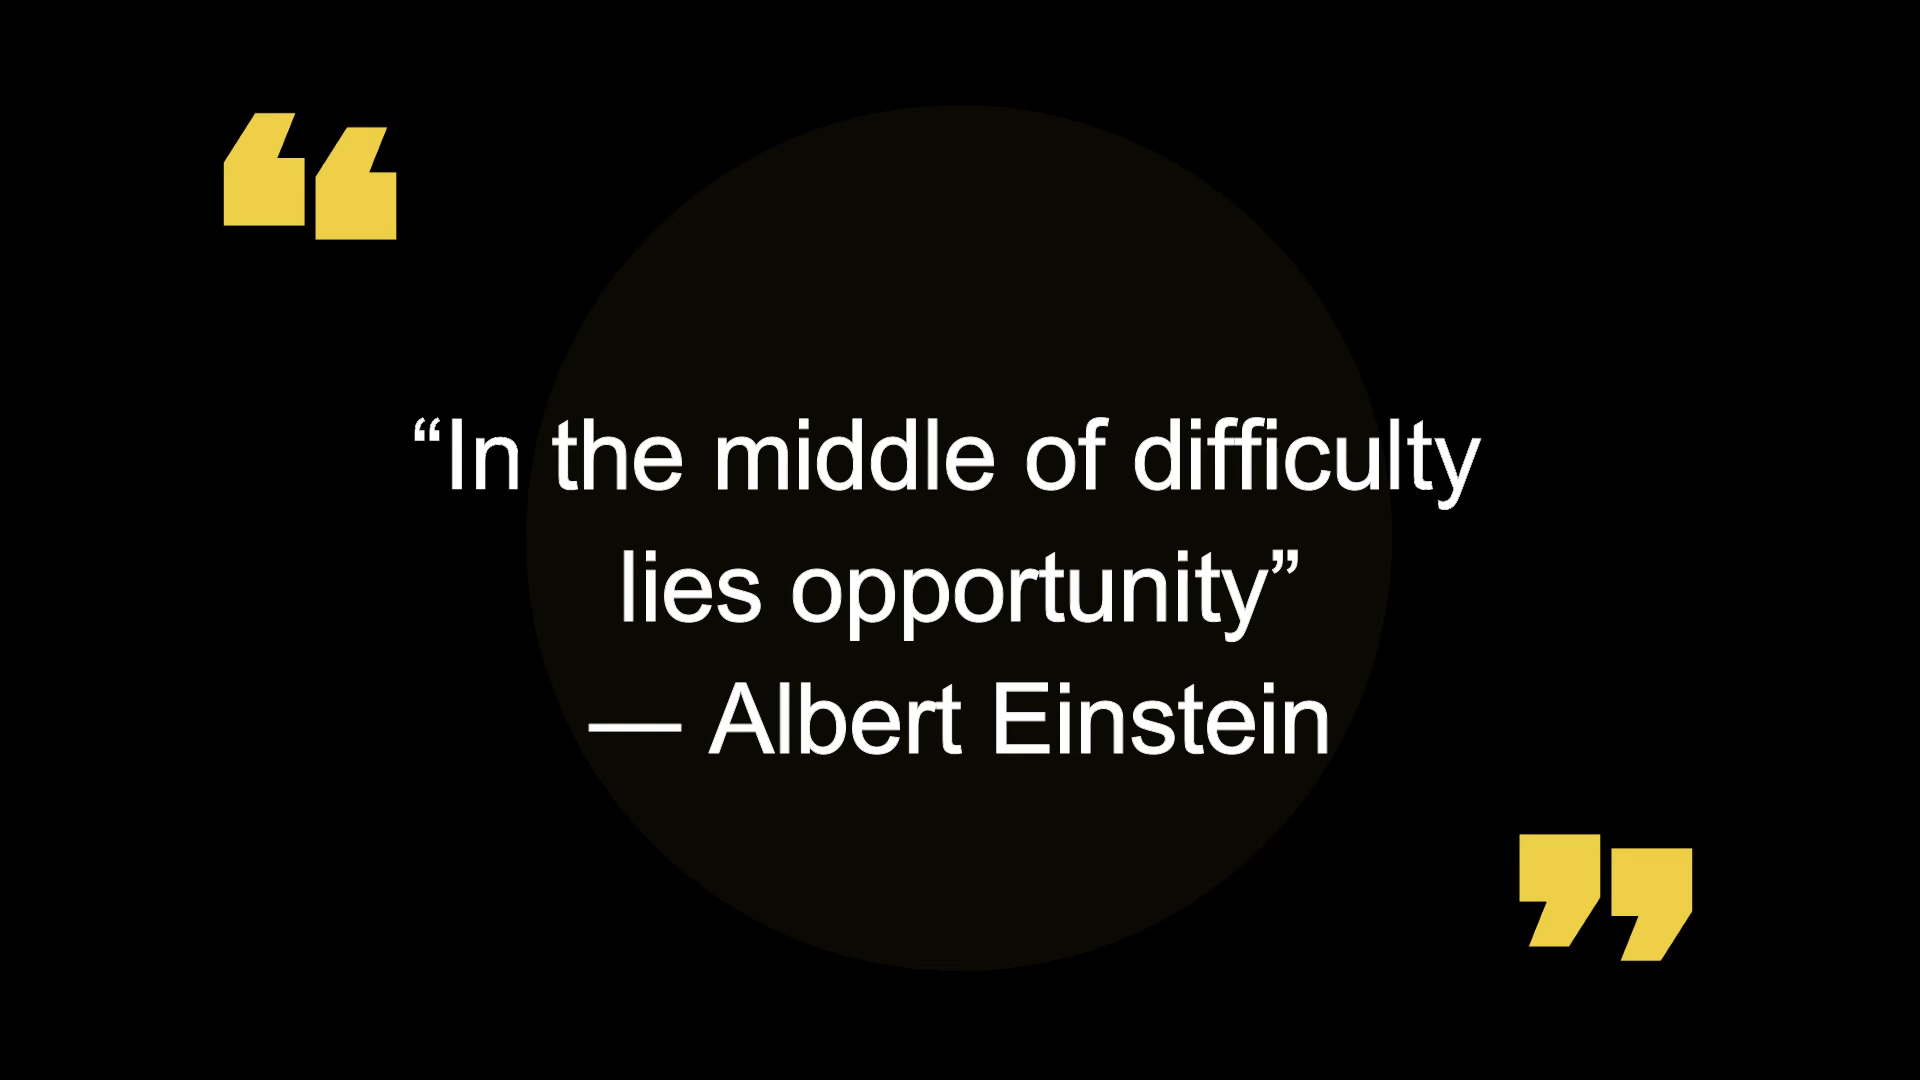 “In the middle of difficulty
lies opportunity”
— Albert Einstein